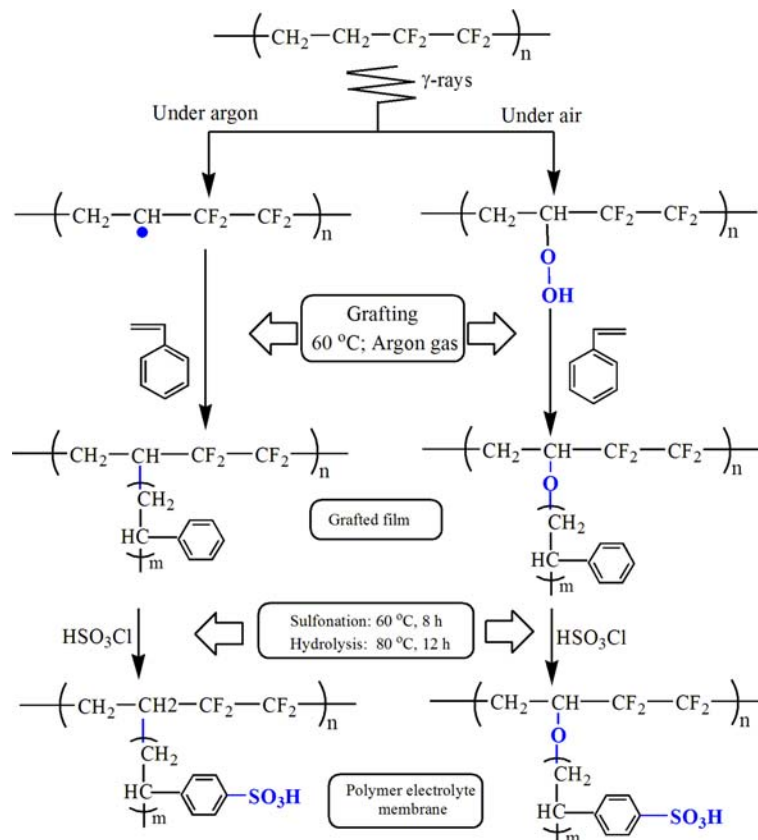 ( CH₂—CH₂—CF₂—CF₂ )n
γ-rays
Under argon
Under air
( CH₂—CH—CF₂—CF₂ )n
( CH₂—CH—CF₂—CF₂ )n
O
OH
Grafting
60 °C; Argon gas
( CH₂—CH—CF₂—CF₂ )n
( CH₂—CH—CF₂—CF₂ )n
O
CH₂
CH₂
Grafted film
HC
HC
m
m
HSO₃Cl
Sulfonation: 60 °C, 8 h
Hydrolysis: 80 °C, 12 h
HSO₃Cl
( CH₂—CH2—CF₂—CF₂ )n
( CH₂—CH—CF₂—CF₂ )n
O
CH₂
CH₂
HC
SO₃H
Polymer electrolyte
membrane
HC
SO₃H
m
m